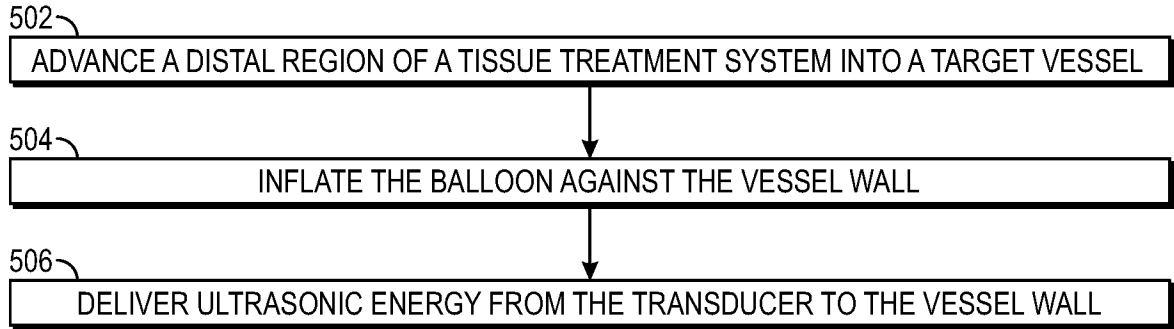 502
ADVANCE A DISTAL REGION OF A TISSUE TREATMENT SYSTEM INTO A TARGET VESSEL
504
INFLATE THE BALLOON AGAINST THE VESSEL WALL
506
DELIVER ULTRASONIC ENERGY FROM THE TRANSDUCER TO THE VESSEL WALL